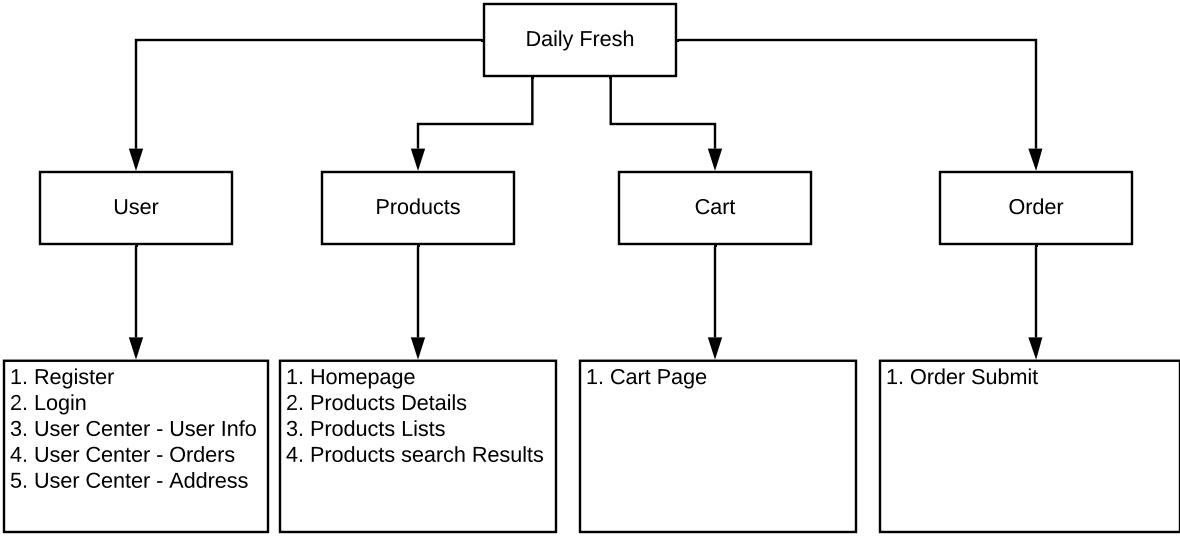 Daily Fresh
User
Products
Cart
Order
1. Register
2. Login
3. User Center - User Info
4. User Center - Orders
5. User Center - Address
1. Homepage
2. Products Details
3. Products Lists
4. Products search Results
1. Cart Page
1. Order Submit